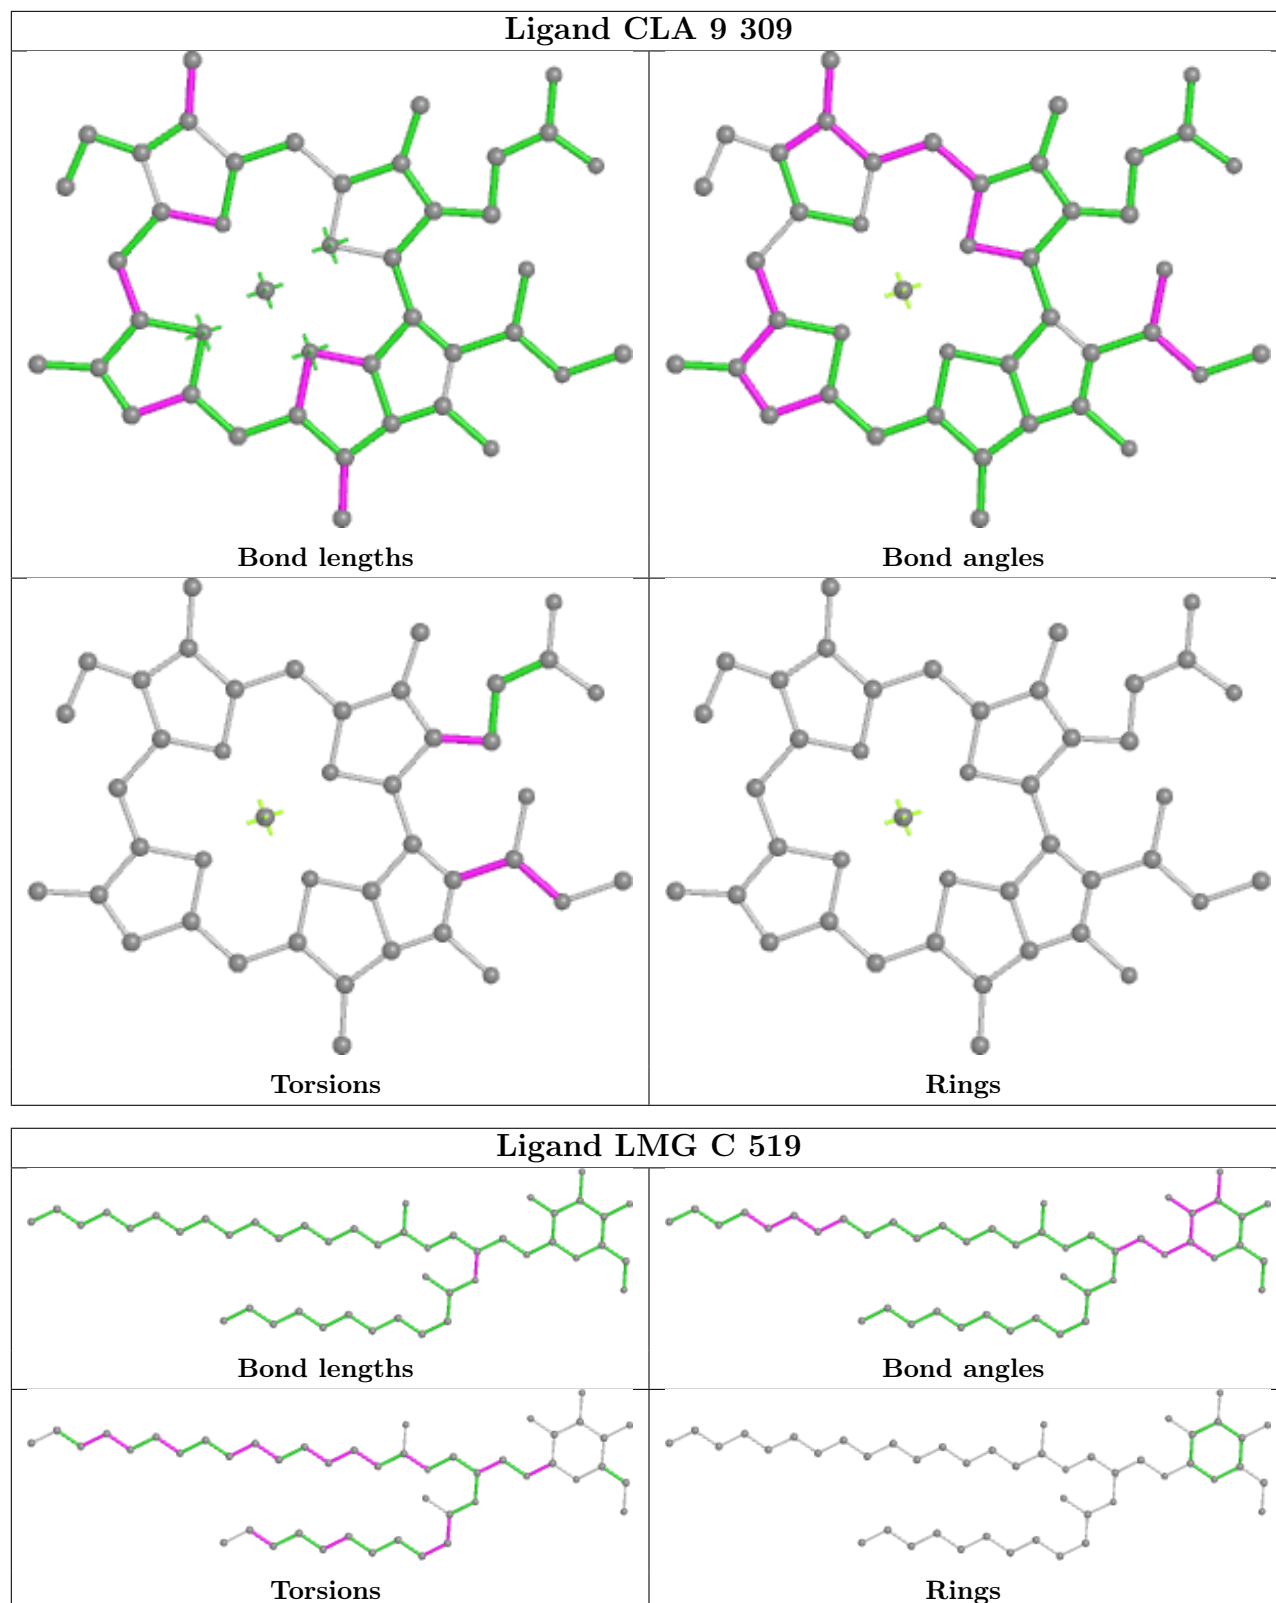 Ligand CLA 9 309
Bond lengths
Bond angles
Torsions
Rings
Ligand LMG C 519
Bond lengths
Bond angles
Torsions
Rings